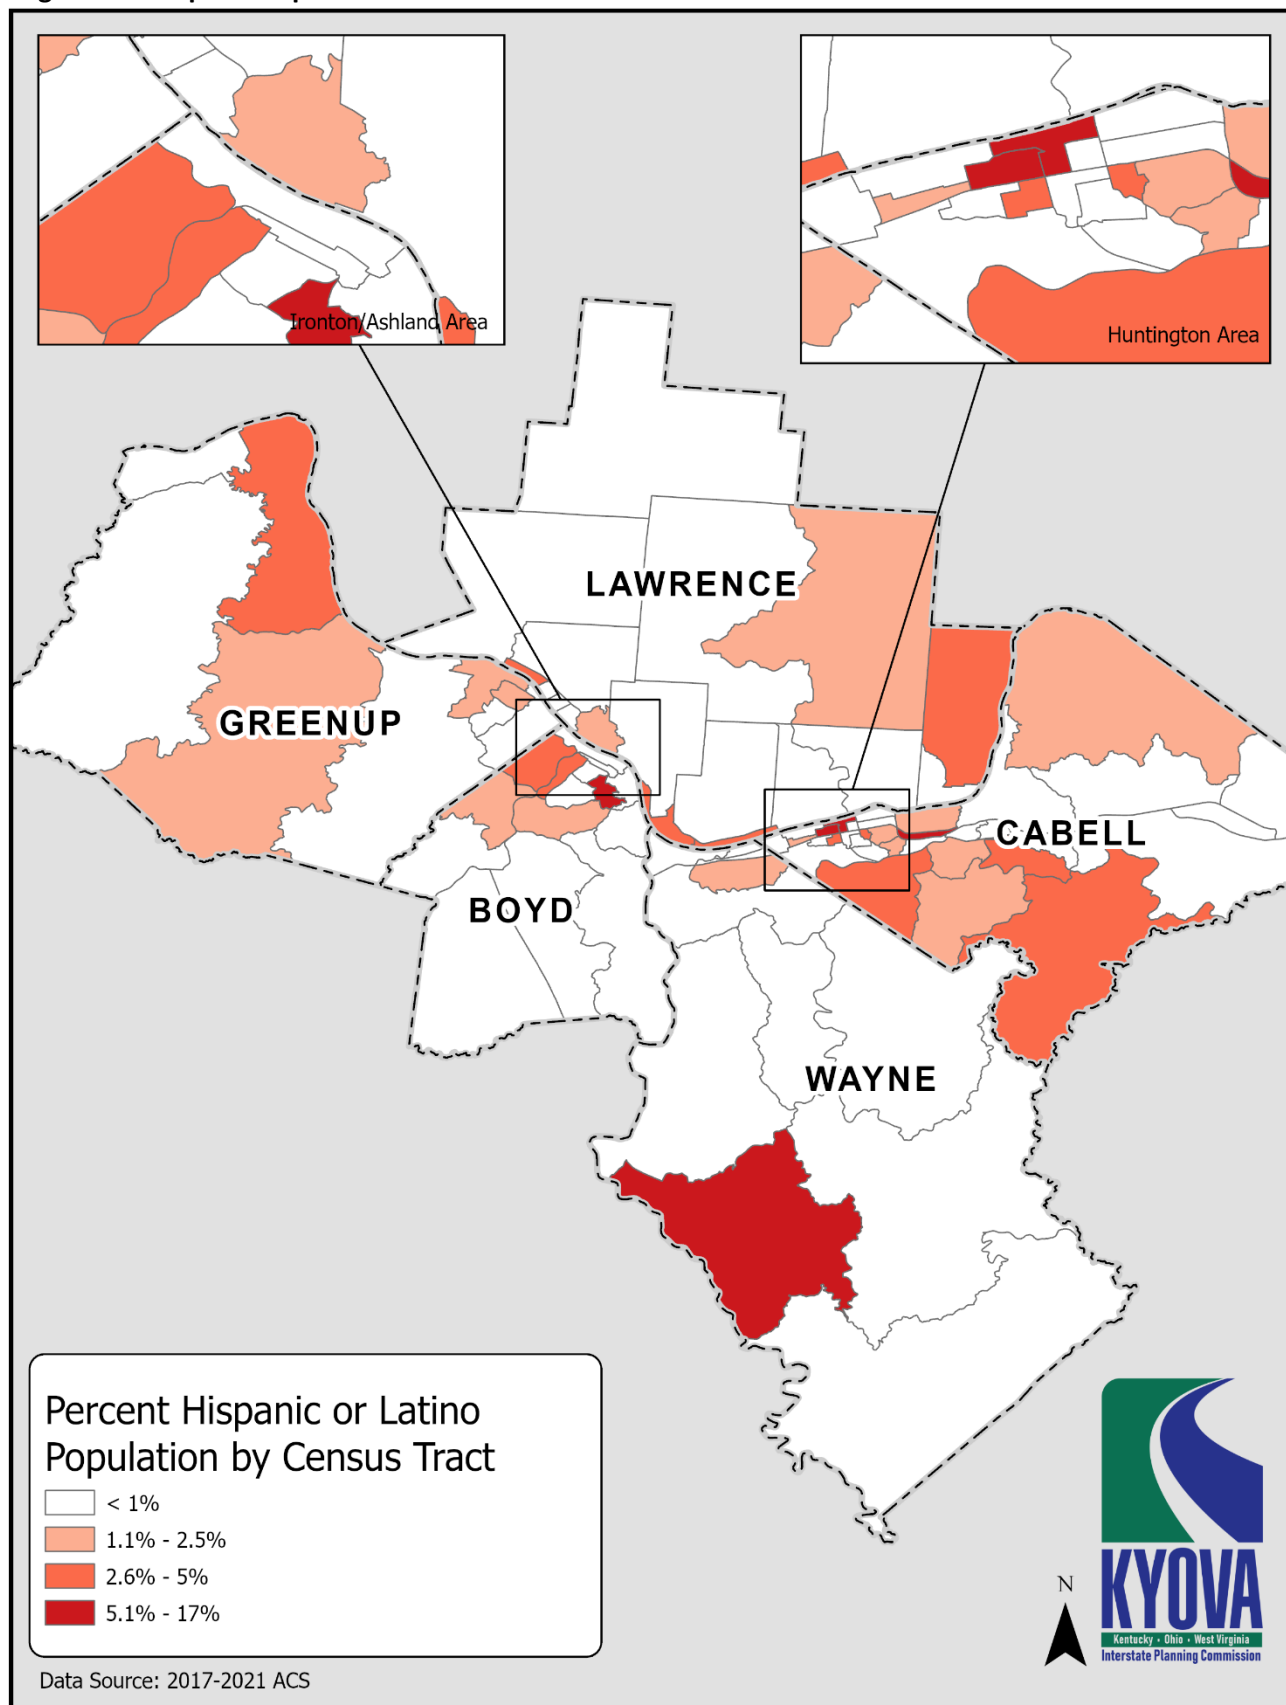 Ironton/Ashland Area
Huntington Area
LAWRENCE
GREENUP
CABELL
BOYD
WAYNE
Percent Hispanic or Latino
Population by Census Tract
< 1%
1.1% - 2.5%
2.6% - 5%
5.1% - 17%
Data Source: 2017-2021 ACS
N
KYOVA
Kentucky • Ohio • West Virginia
Interstate Planning Commission